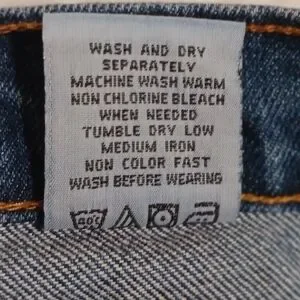 WASH AND DRY
SEPARATELY
MACHINE WASH WARM
NON CHLORINE BLEACH
WHEN NEEDED
TUMBLE DRY LOW
MEDIUM IRON
NON COLOR FAST
WASH BEFORE WEARING